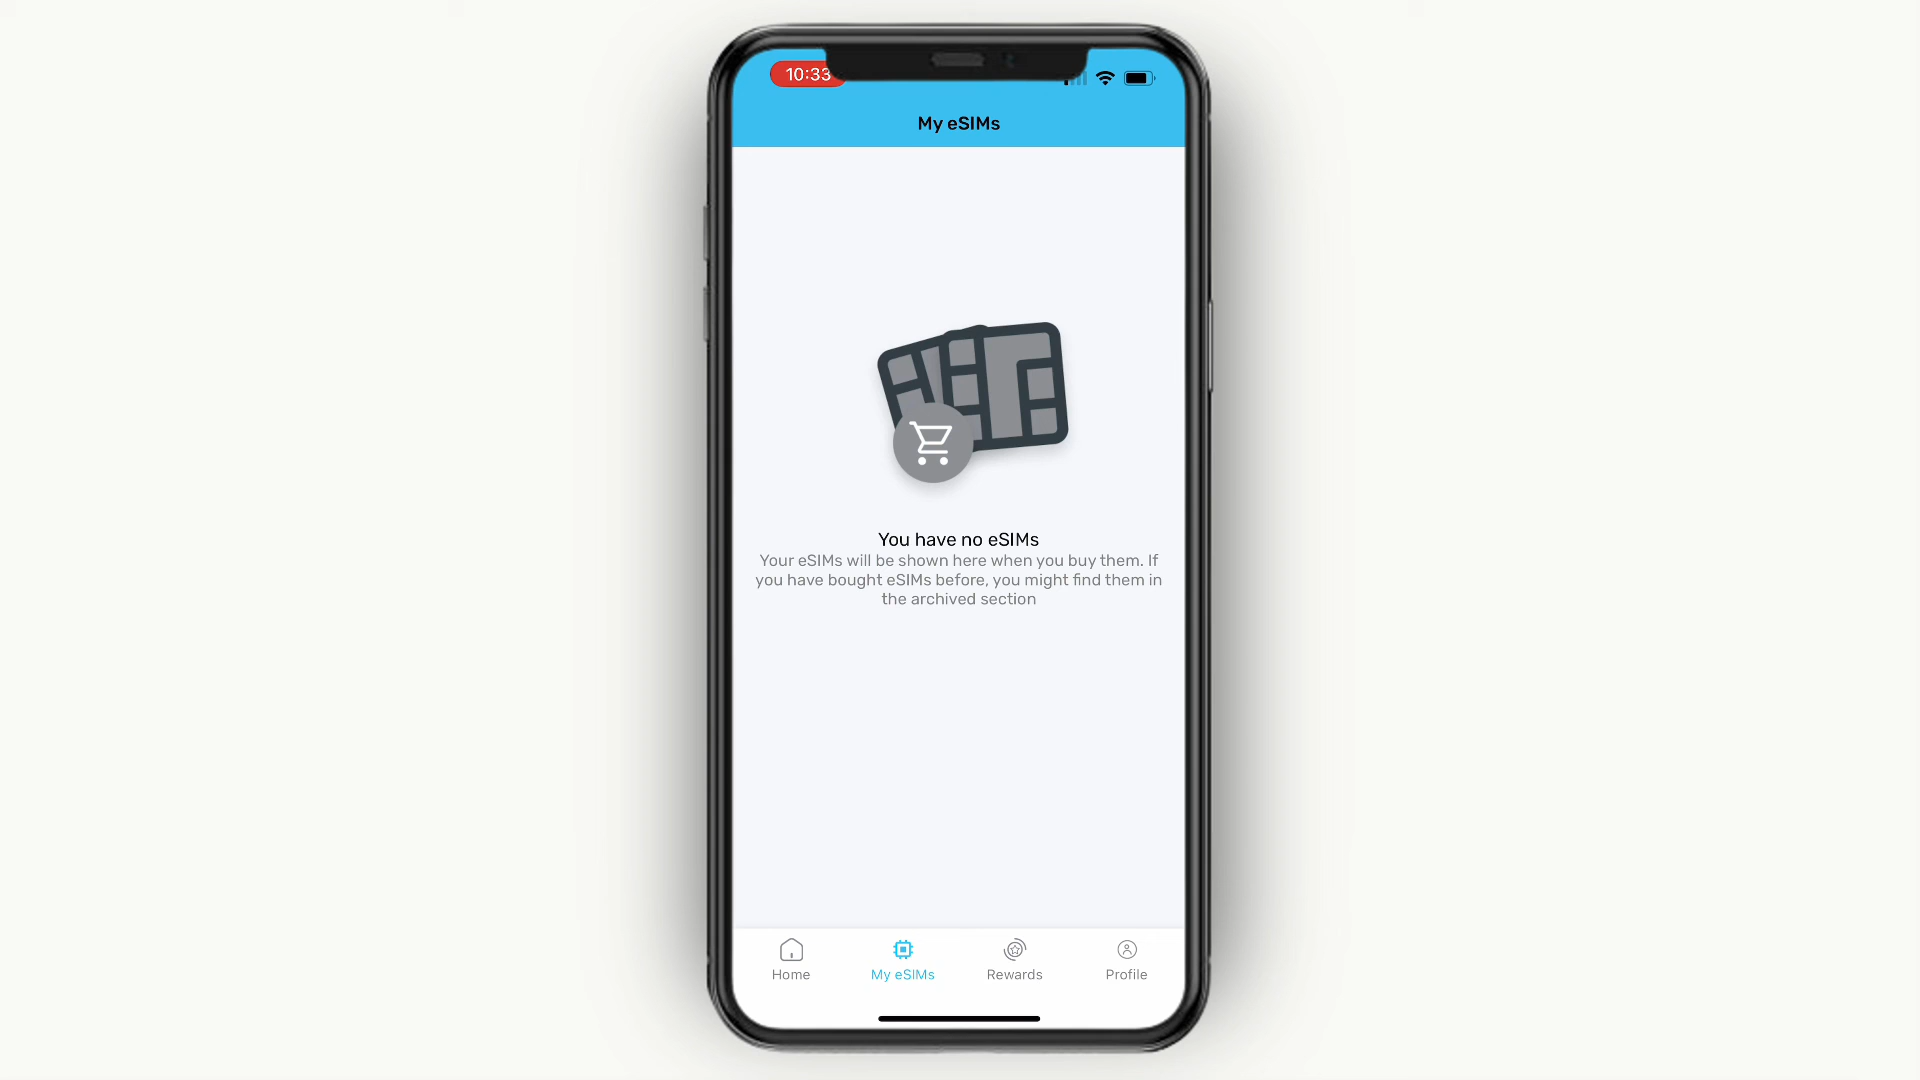 10:33
My eSIMs
You have no eSIMs
Your eSIMs will be shown here when you buy them. If
you have bought eSIMs before, you might find them in
the archived section
Home
My eSIMs
Rewards
Profile